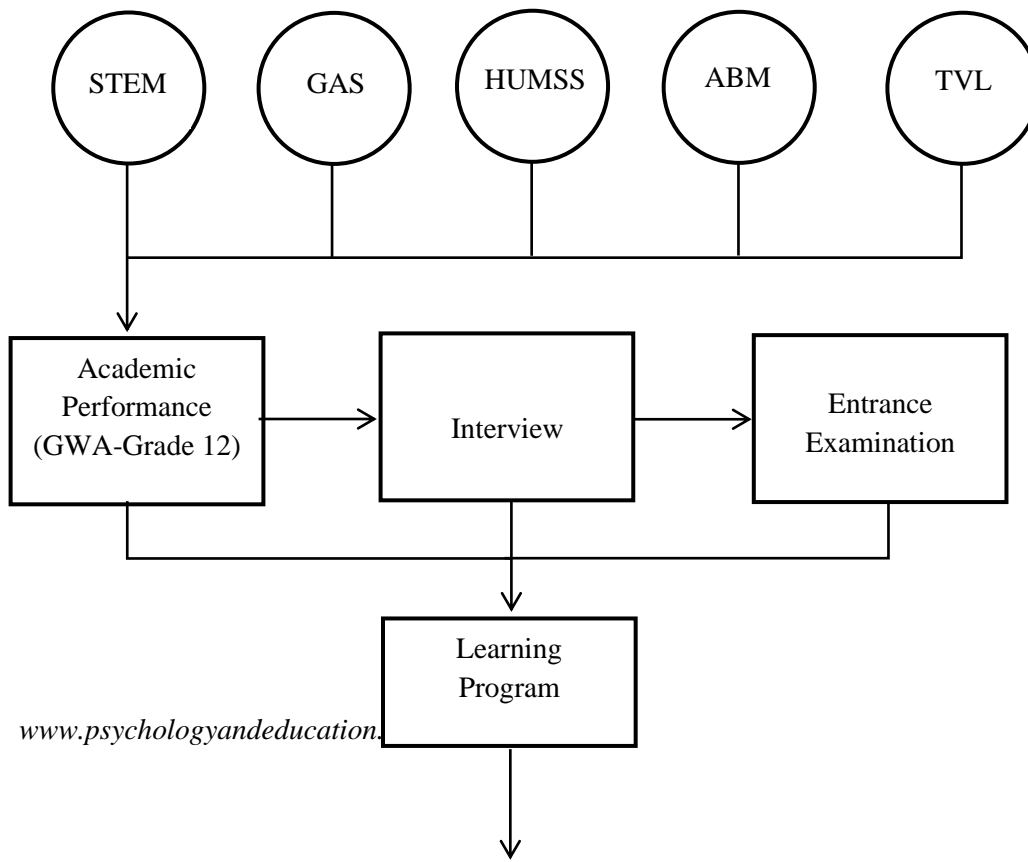 STEM
GAS
HUMSS
ABM
TVL
Academic
Performance
(GWA-Grade 12)
Interview
Entrance
Examination
Learning
Program
www.psychologyandeducation.